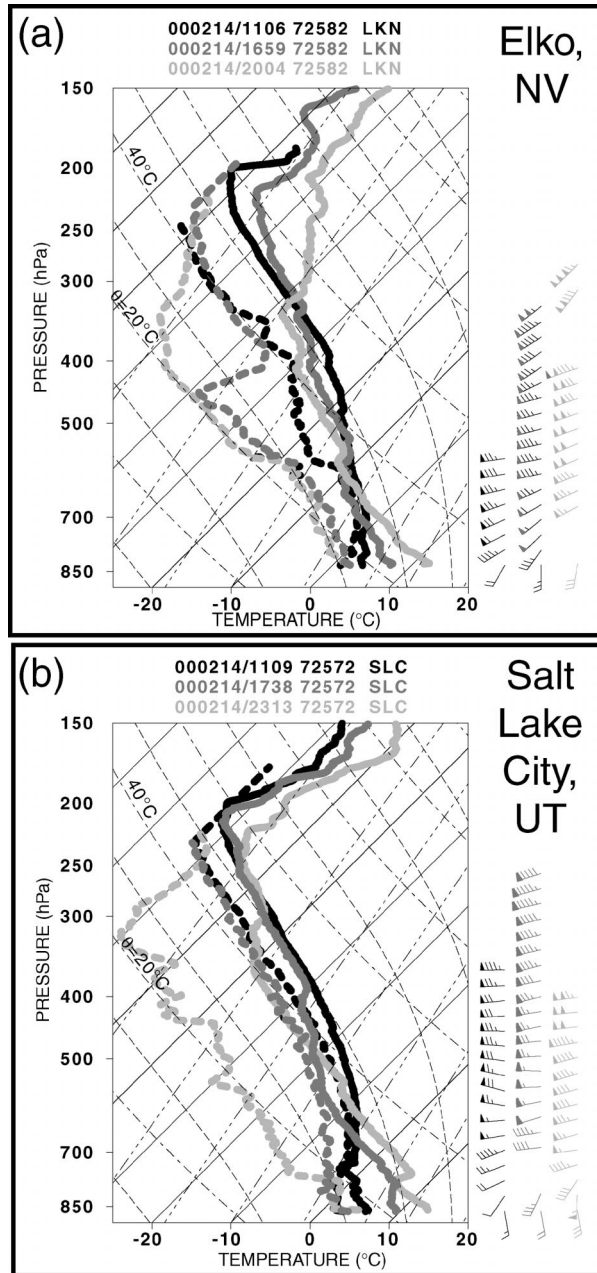 (a)
000214/1106 72582 LKN
000214/1659 72582 LKN
000214/2004 72582 LKN
Elko,
NV
150
200
250
300
400
500
700
850
PRESSURE (hPa)
40°C
θ=20°C
-20 -10 0 10 20
TEMPERATURE (°C)
(b)
000214/1109 72572 SLC
000214/1738 72572 SLC
000214/2313 72572 SLC
Salt
Lake
City,
UT
150
200
250
300
400
500
700
850
PRESSURE (hPa)
40°C
θ=20°C
-20 -10 0 10 20
TEMPERATURE (°C)